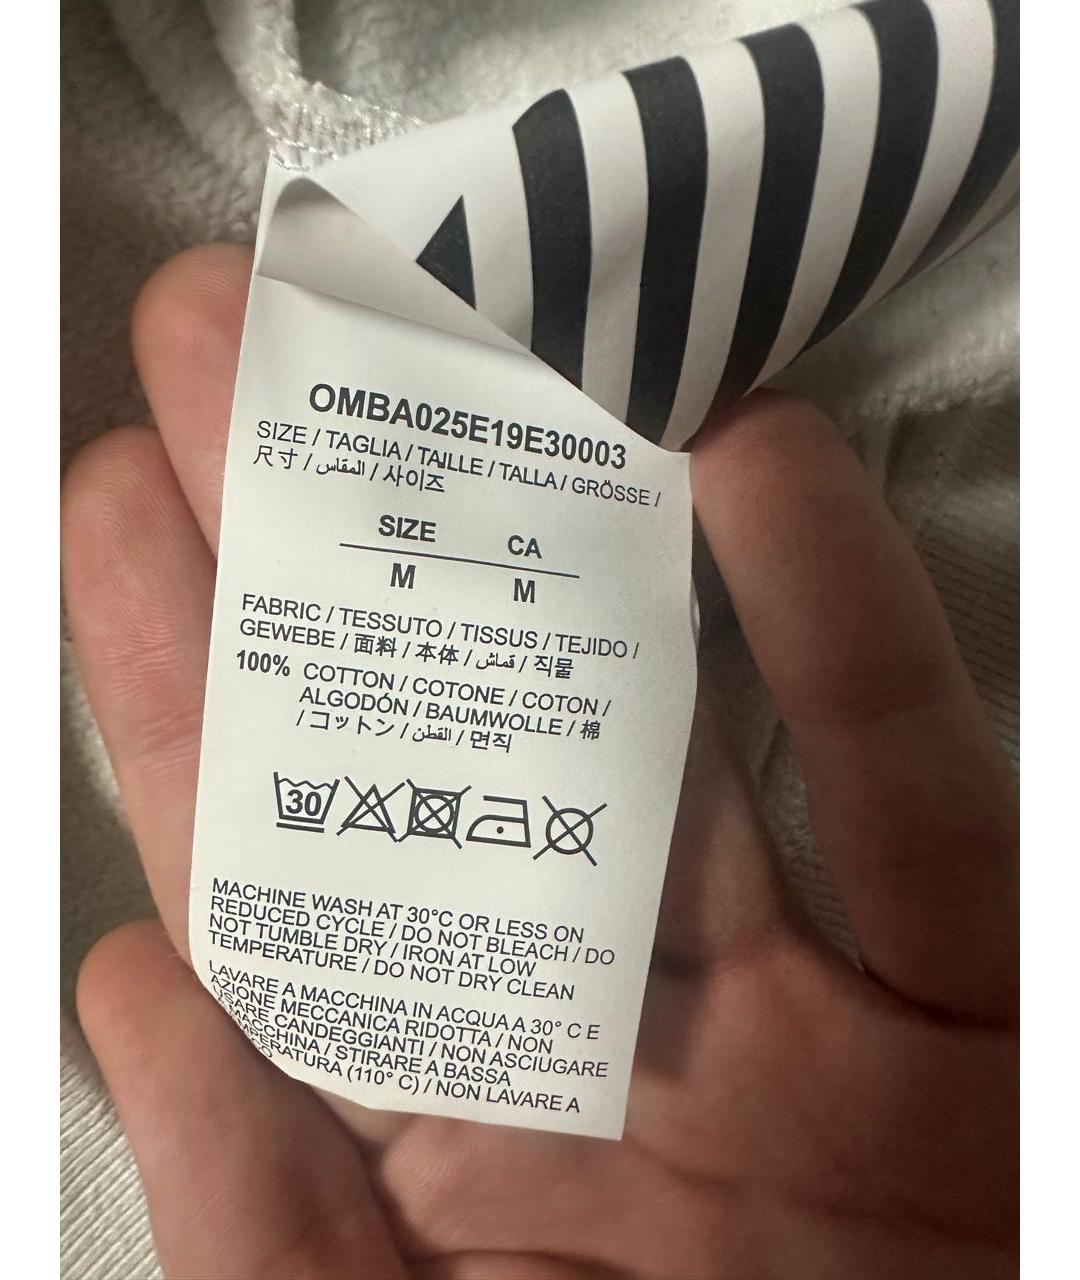 OMBA025E19E30003
SIZE / TAGLIA / TAILLE / TALLA / GRÖSSE /
尺寸 / المقاس / 사이즈
SIZE CA
M M
FABRIC / TESSUTO / TISSUS / TEJIDO /
GEWEBE / 面料 / 本体 / قماش / 직물
100% COTTON / COTONE / COTON /
ALGODÓN / BAUMWOLLE / 棉
/ コットン / القطن / 면직
30
MACHINE WASH AT 30°C OR LESS ON
REDUCED CYCLE / DO NOT BLEACH / DO
NOT TUMBLE DRY / IRON AT LOW
TEMPERATURE / DO NOT DRY CLEAN
LAVARE A MACCHINA IN ACQUA A 30° C E
AZIONE MECCANICA RIDOTTA / NON
USARE CANDEGGIANTI / NON ASCIUGARE
MACCHINA / STIRARE A BASSA
MPERATURA (110° C) / NON LAVARE A